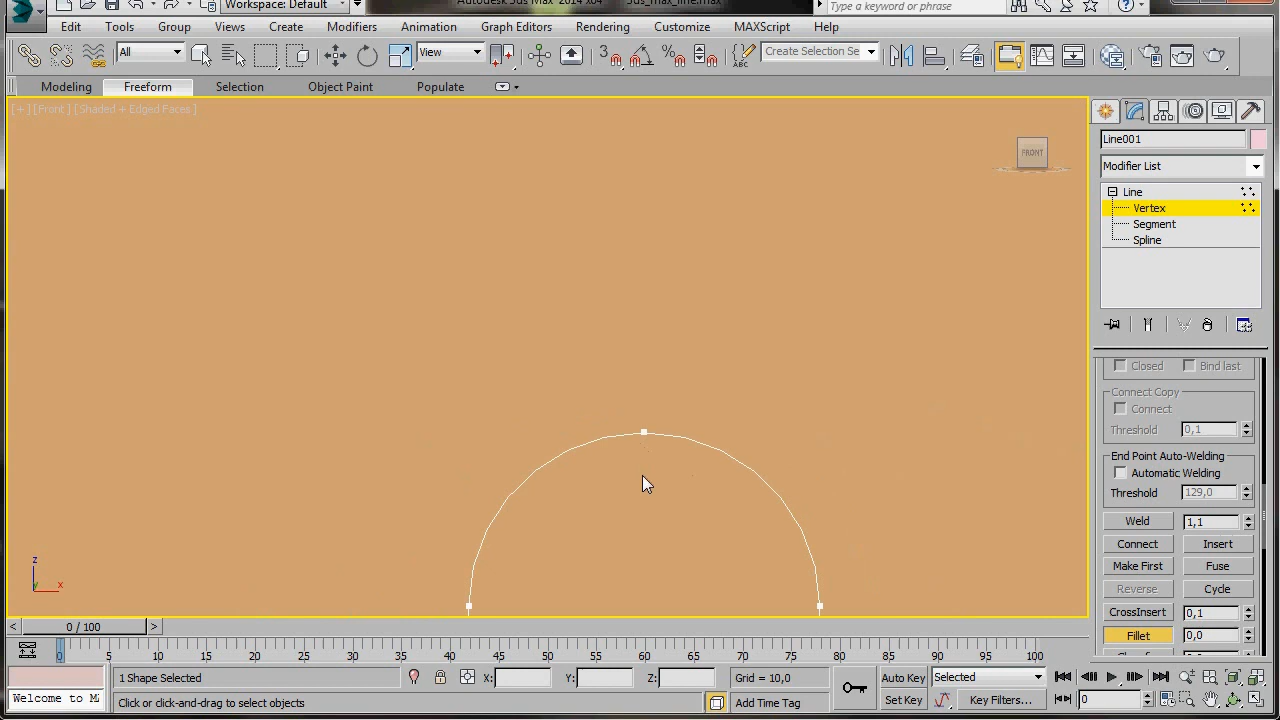 Workspace: Default
Autodesk 3ds Max 2014 x64 3ds_max_line.max
Type a keyword or phrase
Edit Tools Group Views Create Modifiers Animation Graph Editors Rendering Customize MAXScript Help
All View 3 Create Selection Se
ABC
Modeling Freeform Selection Object Paint Populate
[ + ] [ Front ] [ Shaded + Edged Faces ]
FRONT
Line001
Modifier List
Line
Vertex
Segment
Spline
Closed Bind last
Connect Copy
Connect
Threshold 0,1
End Point Auto-Welding
Automatic Welding
Threshold 129,0
Weld 1,1
Connect Insert
Make First Fuse
Reverse Cycle
CrossInsert 0,1
Fillet 0,0
z
y x
< 0 / 100 >
0 5 10 15 20 25 30 35 40 45 50 55 60 65 70 75 80 85 90 95 100
1 Shape Selected X: Y: Z: Grid = 10,0 Auto Key Selected
Welcome to M
Click or click-and-drag to select objects Add Time Tag Set Key Key Filters... 0